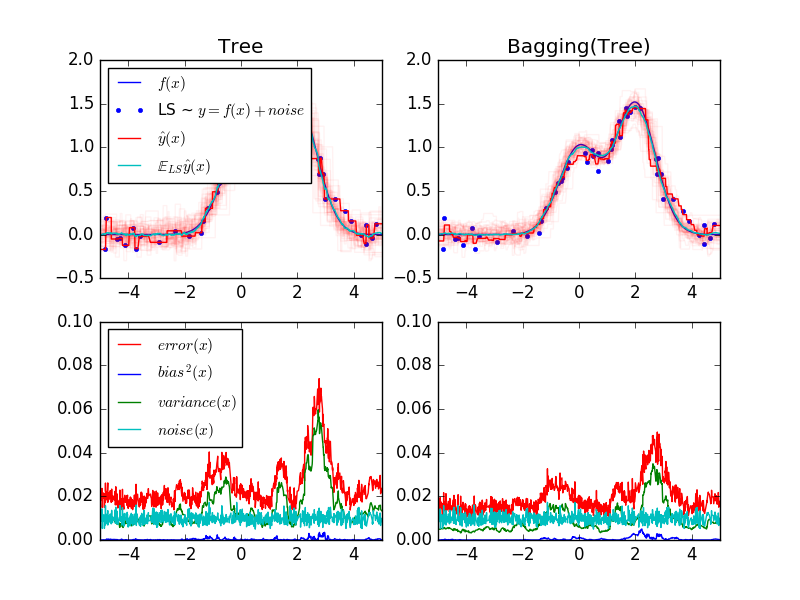 Tree
Bagging(Tree)
2.0
1.5
1.0
0.5
0.0
−0.5
−4 −2 0 2 4
f(x)
LS ~ y = f(x) + noise
ŷ(x)
𝔼_LS ŷ(x)
2.0
1.5
1.0
0.5
0.0
−0.5
−4 −2 0 2 4
0.10
0.08
0.06
0.04
0.02
0.00
−4 −2 0 2 4
error(x)
bias²(x)
variance(x)
noise(x)
0.10
0.08
0.06
0.04
0.02
0.00
−4 −2 0 2 4